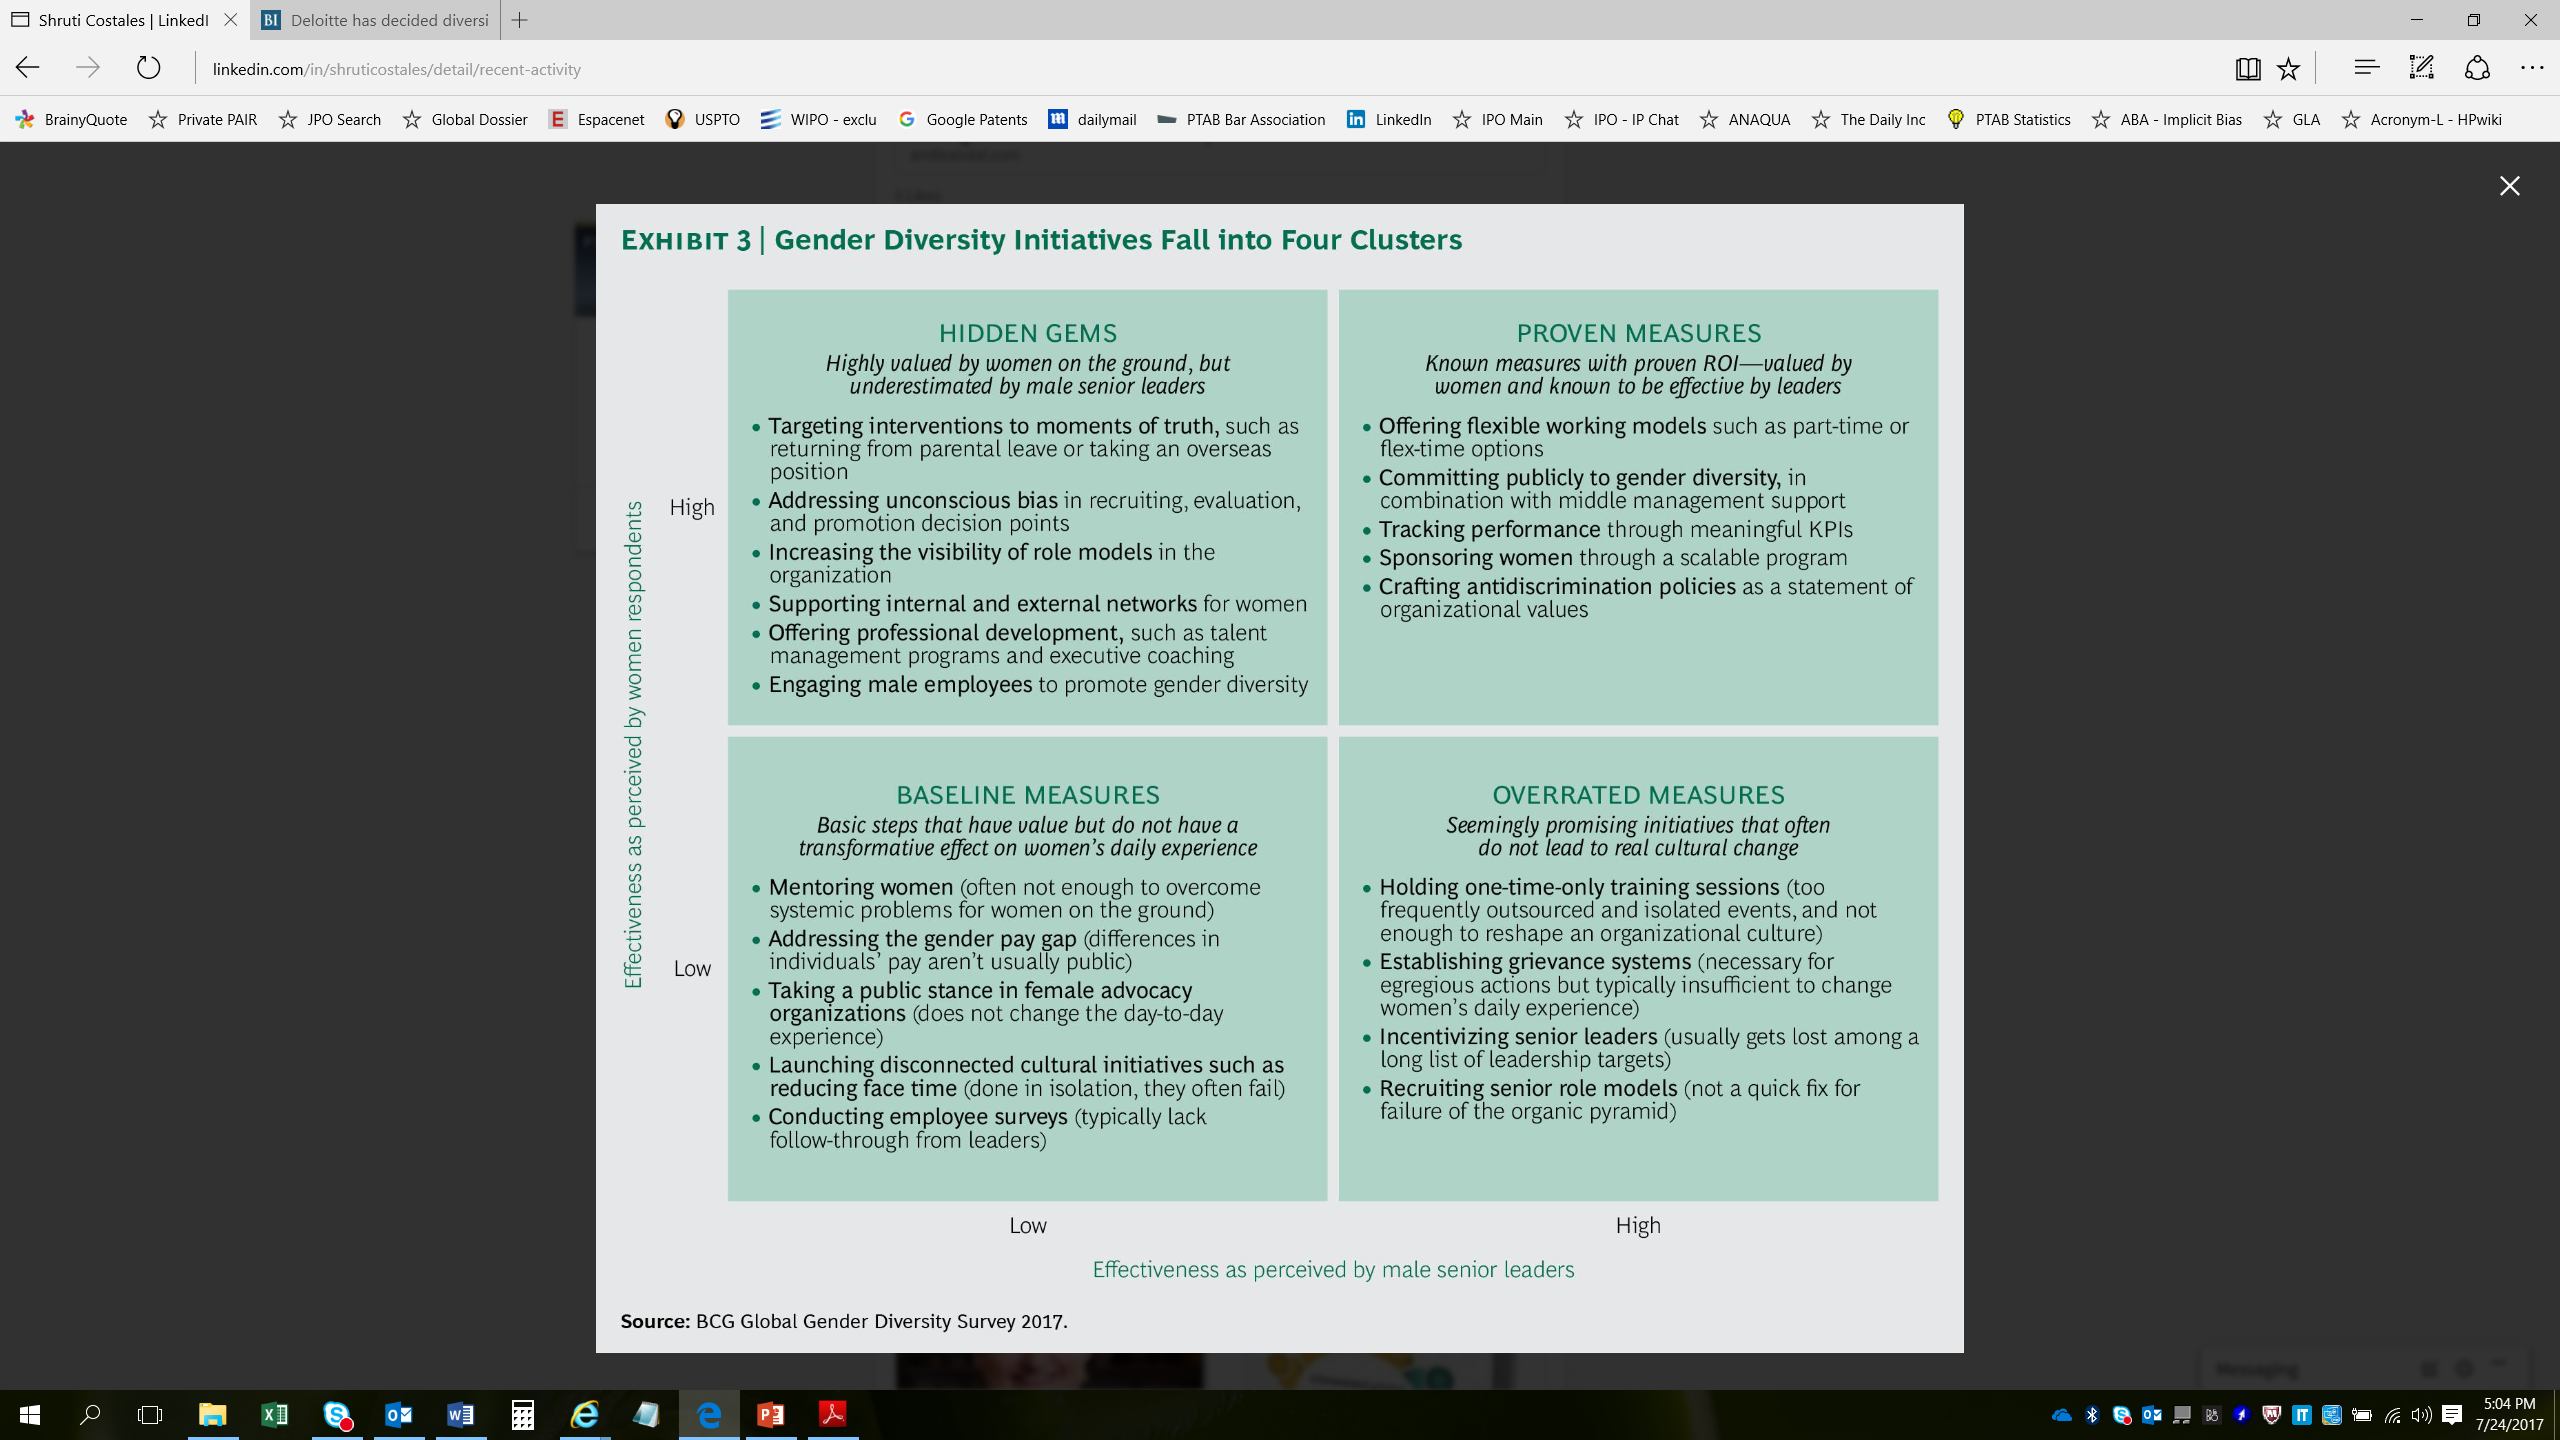 Shruti Costales | LinkedI
BI Deloitte has decided diversi
linkedin.com/in/shruticostales/detail/recent-activity
BrainyQuote Private PAIR JPO Search Global Dossier E Espacenet USPTO WIPO - exclu Google Patents m dailymail PTAB Bar Association in LinkedIn IPO Main IPO - IP Chat ANAQUA The Daily Inc PTAB Statistics ABA - Implicit Bias GLA Acronym-L - HPwiki
EXHIBIT 3 | Gender Diversity Initiatives Fall into Four Clusters
Effectiveness as perceived by women respondents
High
HIDDEN GEMS
Highly valued by women on the ground, but
underestimated by male senior leaders
• Targeting interventions to moments of truth, such as
returning from parental leave or taking an overseas
position
• Addressing unconscious bias in recruiting, evaluation,
and promotion decision points
• Increasing the visibility of role models in the
organization
• Supporting internal and external networks for women
• Offering professional development, such as talent
management programs and executive coaching
• Engaging male employees to promote gender diversity
PROVEN MEASURES
Known measures with proven ROI—valued by
women and known to be effective by leaders
• Offering flexible working models such as part-time or
flex-time options
• Committing publicly to gender diversity, in
combination with middle management support
• Tracking performance through meaningful KPIs
• Sponsoring women through a scalable program
• Crafting antidiscrimination policies as a statement of
organizational values
Low
BASELINE MEASURES
Basic steps that have value but do not have a
transformative effect on women's daily experience
• Mentoring women (often not enough to overcome
systemic problems for women on the ground)
• Addressing the gender pay gap (differences in
individuals' pay aren't usually public)
• Taking a public stance in female advocacy
organizations (does not change the day-to-day
experience)
• Launching disconnected cultural initiatives such as
reducing face time (done in isolation, they often fail)
• Conducting employee surveys (typically lack
follow-through from leaders)
OVERRATED MEASURES
Seemingly promising initiatives that often
do not lead to real cultural change
• Holding one-time-only training sessions (too
frequently outsourced and isolated events, and not
enough to reshape an organizational culture)
• Establishing grievance systems (necessary for
egregious actions but typically insufficient to change
women's daily experience)
• Incentivizing senior leaders (usually gets lost among a
long list of leadership targets)
• Recruiting senior role models (not a quick fix for
failure of the organic pyramid)
Low
High
Effectiveness as perceived by male senior leaders
Source: BCG Global Gender Diversity Survey 2017.
Messaging
5:04 PM
7/24/2017